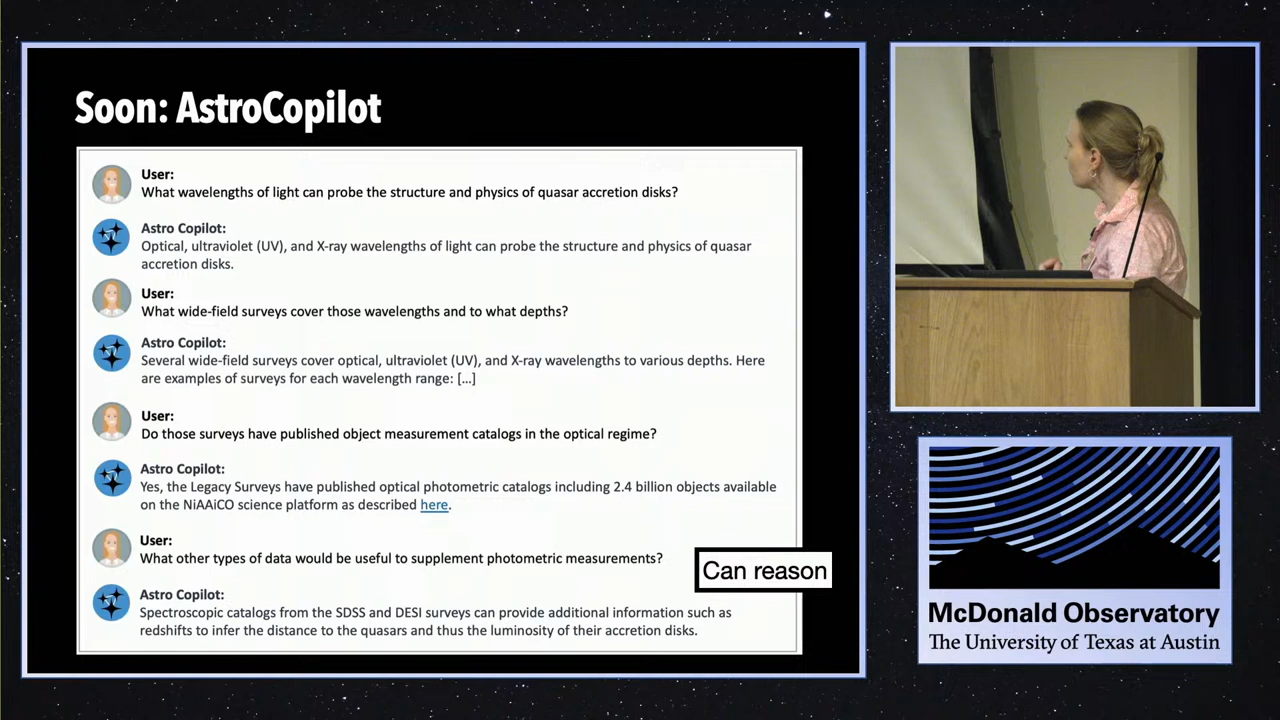 Soon: AstroCopilot
User:
What wavelengths of light can probe the structure and physics of quasar accretion disks?
Astro Copilot:
Optical, ultraviolet (UV), and X-ray wavelengths of light can probe the structure and physics of quasar
accretion disks.
User:
What wide-field surveys cover those wavelengths and to what depths?
Astro Copilot:
Several wide-field surveys cover optical, ultraviolet (UV), and X-ray wavelengths to various depths. Here
are examples of surveys for each wavelength range: […]
User:
Do those surveys have published object measurement catalogs in the optical regime?
Astro Copilot:
Yes, the Legacy Surveys have published optical photometric catalogs including 2.4 billion objects available
on the NiAAiCO science platform as described here.
User:
What other types of data would be useful to supplement photometric measurements?
Can reason
Astro Copilot:
Spectroscopic catalogs from the SDSS and DESI surveys can provide additional information such as
redshifts to infer the distance to the quasars and thus the luminosity of their accretion disks.
McDonald Observatory
The University of Texas at Austin